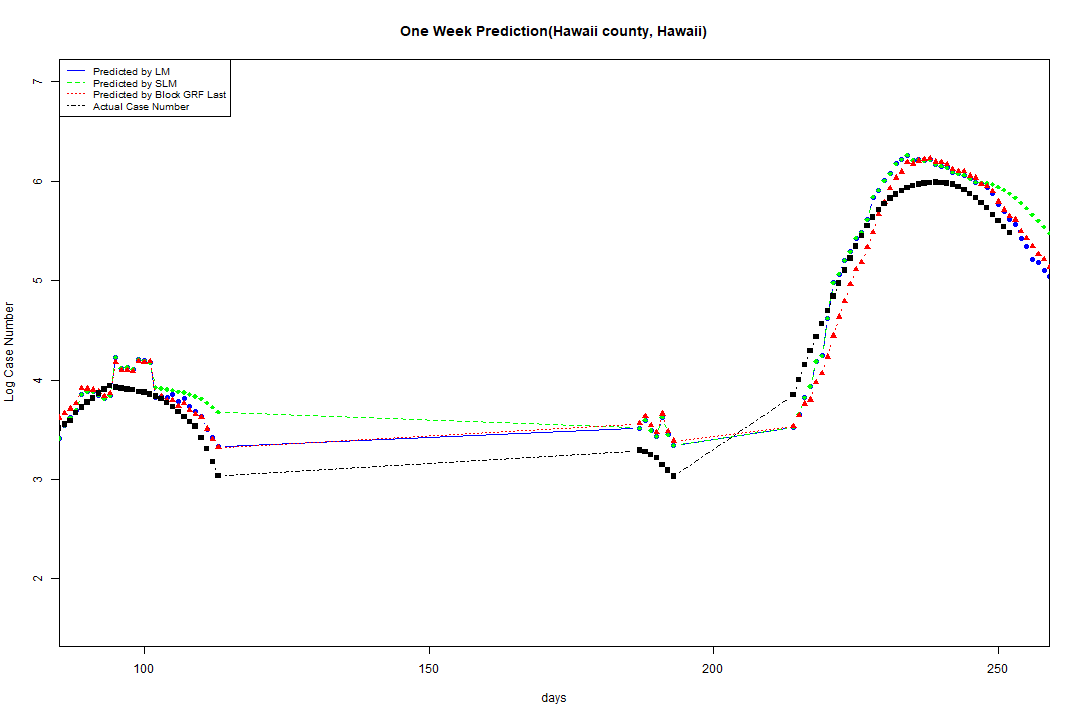 One Week Prediction(Hawaii county, Hawaii)
Predicted by LM
Predicted by SLM
Predicted by Block GRF Last
Actual Case Number
7
6
5
4
3
2
Log Case Number
100 150 200 250
days